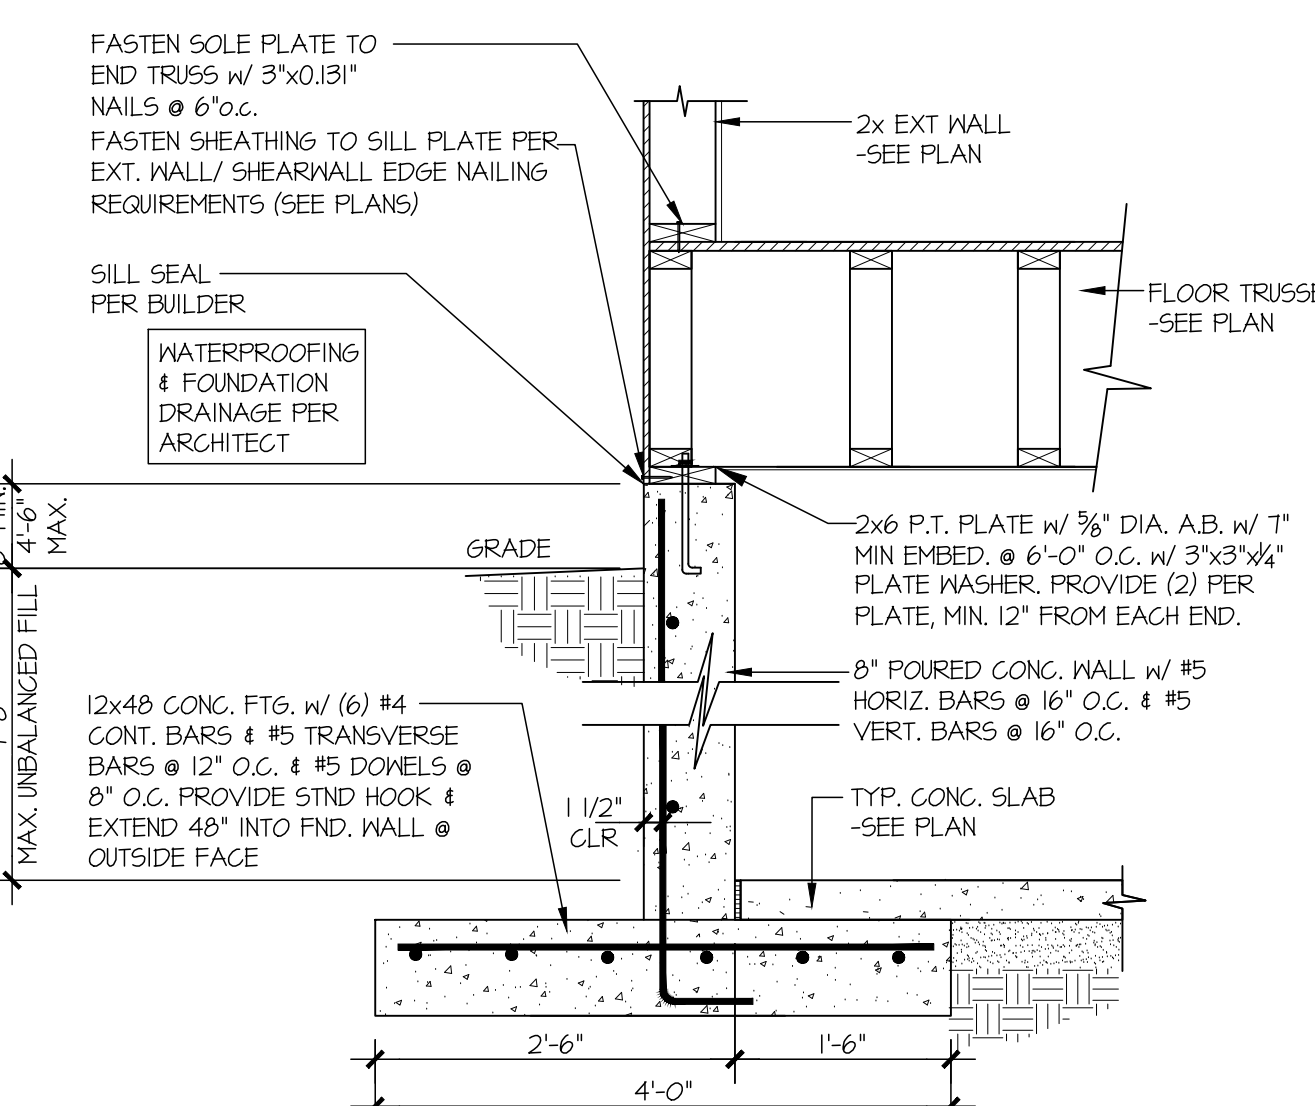 FASTEN SOLE PLATE TO
END TRUSS w/ 3"x0.131"
NAILS @ 6"o.c.
FASTEN SHEATHING TO SILL PLATE PER
EXT. WALL/ SHEARWALL EDGE NAILING
REQUIREMENTS (SEE PLANS)
SILL SEAL
PER BUILDER
WATERPROOFING
& FOUNDATION
DRAINAGE PER
ARCHITECT
2x EXT WALL
-SEE PLAN
FLOOR TRUSSE
-SEE PLAN
4'-6"
MAX.
GRADE
2x6 P.T. PLATE w/ 5/8" DIA. A.B. w/ 7"
MIN EMBED. @ 6'-0" O.C. w/ 3"x3"x1/4"
PLATE WASHER. PROVIDE (2) PER
PLATE, MIN. 12" FROM EACH END.
MAX. UNBALANCED FILL
8" POURED CONC. WALL w/ #5
HORIZ. BARS @ 16" O.C. & #5
VERT. BARS @ 16" O.C.
12x48 CONC. FTG. w/ (6) #4
CONT. BARS & #5 TRANSVERSE
BARS @ 12" O.C. & #5 DOWELS @
8" O.C. PROVIDE STND HOOK &
EXTEND 48" INTO FND. WALL @
OUTSIDE FACE
1 1/2"
CLR
TYP. CONC. SLAB
-SEE PLAN
2'-6"
1'-6"
4'-0"